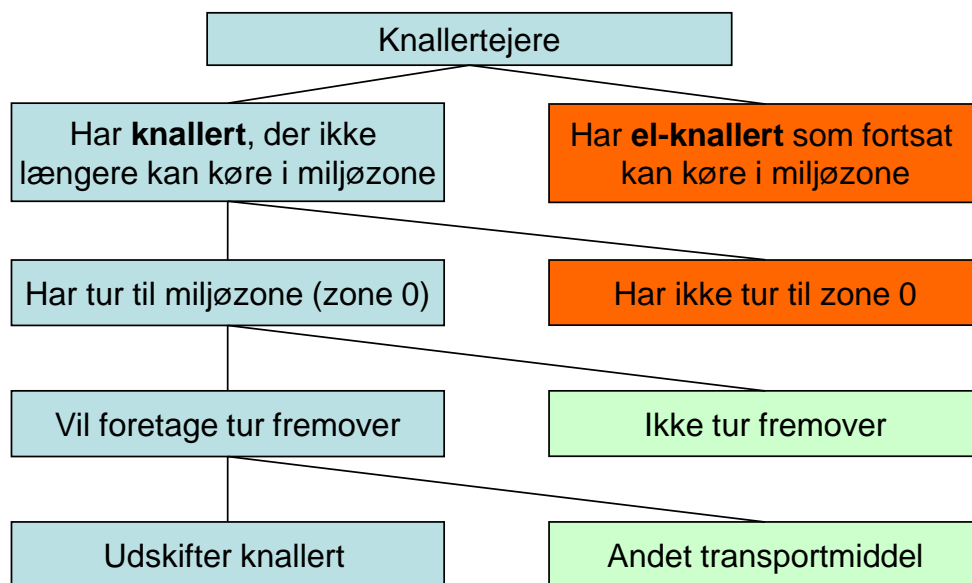 Knallertejere
Har knallert, der ikke
længere kan køre i miljøzone
Har el-knallert som fortsat
kan køre i miljøzone
Har tur til miljøzone (zone 0)
Har ikke tur til zone 0
Vil foretage tur fremover
Ikke tur fremover
Udskifter knallert
Andet transportmiddel